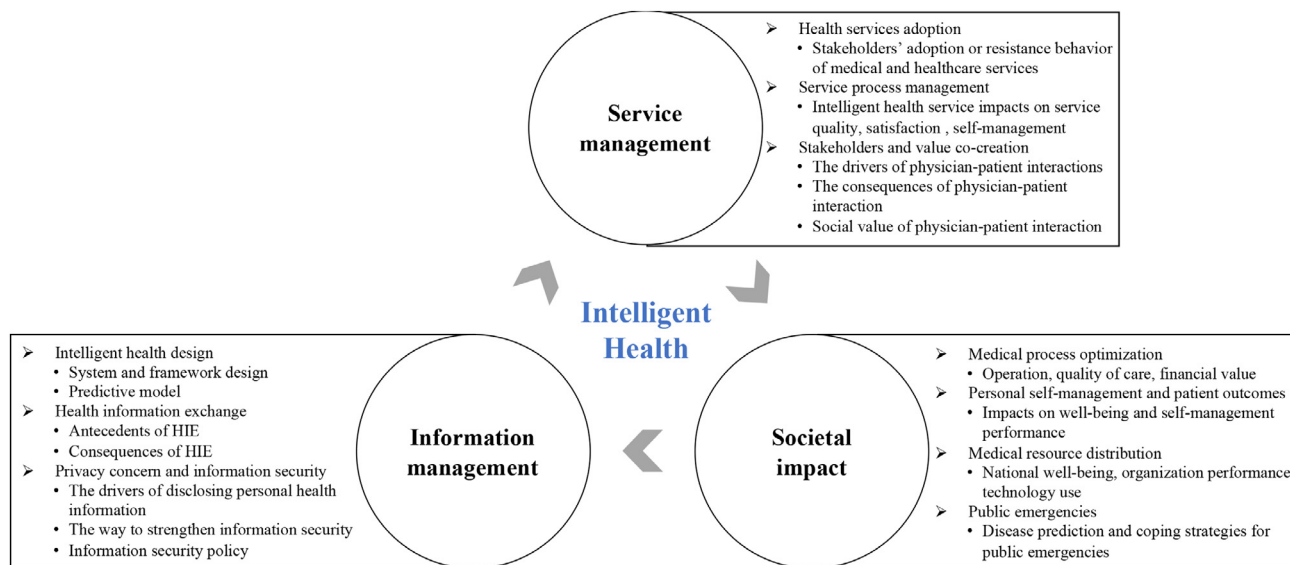 Service
management
➢ Health services adoption
• Stakeholders' adoption or resistance behavior
of medical and healthcare services
➢ Service process management
• Intelligent health service impacts on service
quality, satisfaction , self-management
➢ Stakeholders and value co-creation
• The drivers of physician-patient interactions
• The consequences of physician-patient
interaction
• Social value of physician-patient interaction
Intelligent
Health
➢ Intelligent health design
• System and framework design
• Predictive model
➢ Health information exchange
• Antecedents of HIE
• Consequences of HIE
➢ Privacy concern and information security
• The drivers of disclosing personal health
information
• The way to strengthen information security
• Information security policy
Information
management
Societal
impact
➢ Medical process optimization
• Operation, quality of care, financial value
➢ Personal self-management and patient outcomes
• Impacts on well-being and self-management
performance
➢ Medical resource distribution
• National well-being, organization performance
technology use
➢ Public emergencies
• Disease prediction and coping strategies for
public emergencies